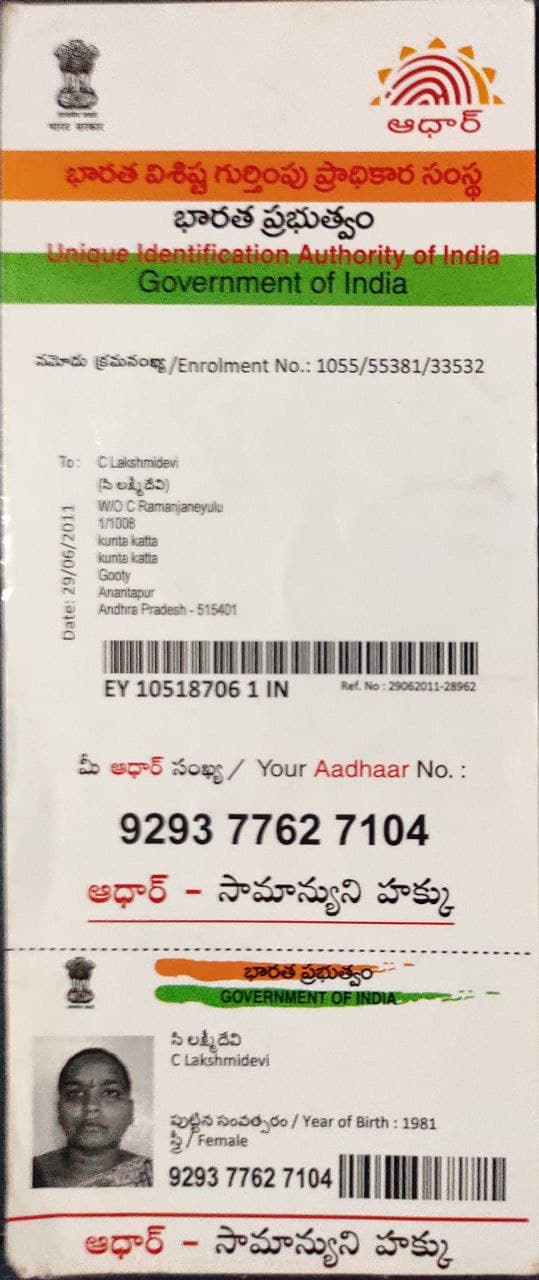 भारत सरकार
ఆధార్
భారత విశిష్ట గుర్తింపు ప్రాధికార సంస్థ
భారత ప్రభుత్వం
Unique Identification Authority of India
Government of India
నమోదు క్రమసంఖ్య/Enrolment No.: 1055/55381/33532
To: C Lakshmidevi
(సి లక్ష్మీ దేవి)
W/O C Ramanjaneyulu
1/1008
kunta katta
kunta katta
Gooty
Anantapur
Andhra Pradesh - 515401
Date: 29/06/2011
EY 10518706 1 IN
Ref. No : 29062011-28962
మీ ఆధార్ సంఖ్య / Your Aadhaar No. :
9293 7762 7104
ఆధార్ - సామాన్యుని హక్కు
భారత ప్రభుత్వం
GOVERNMENT OF INDIA
సి లక్ష్మీ దేవి
C Lakshmidevi
పుట్టిన సంవత్సరం / Year of Birth : 1981
స్త్రీ / Female
9293 7762 7104
ఆధార్ - సామాన్యుని హక్కు